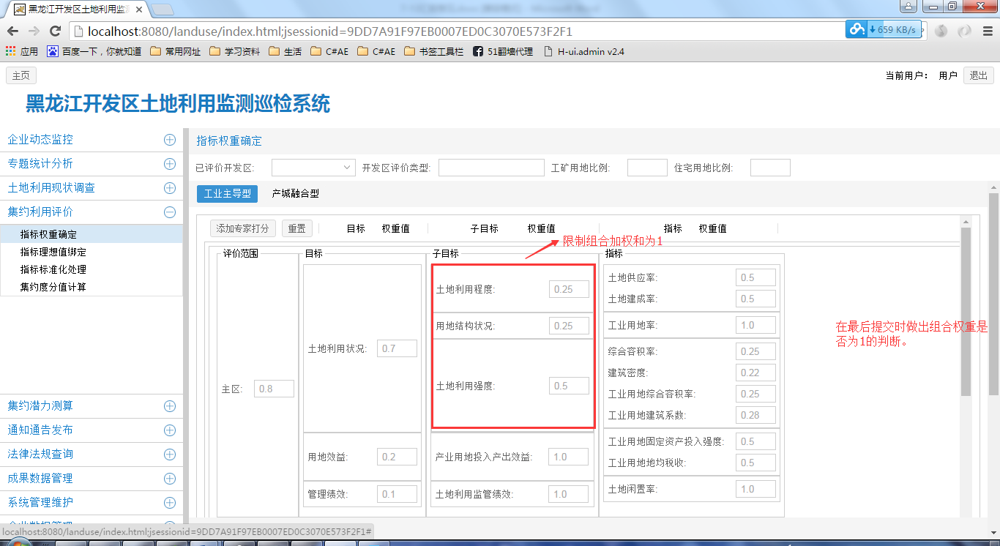 黑龙江开发区土地利用监
localhost:8080/landuse/index.html;jsessionid=9DD7A91F97EB0007ED0C3070E573F2F1
659 KB/s
应用 百度一下，你就知道 常用网址 学习资料 生活 C#AE C#AE 书签工具栏 51翻墙代理 H-ui.admin v2.4
主页 当前用户： 用户 退出
黑龙江开发区土地利用监测巡检系统
企业动态监控
专题统计分析
土地利用现状调查
集约利用评价
指标权重确定
指标理想值绑定
指标标准化处理
集约度分值计算
集约潜力测算
通知通告发布
法律法规查询
成果数据管理
系统管理维护
企业数据管理
指标权重确定
已评价开发区: 开发区评价类型: 工矿用地比例: 住宅用地比例:
工业主导型 产城融合型
添加专家打分 重置 目标 权重值 子目标 权重值 指标 权重值
限制组合加权和为1
评价范围 目标 子目标 指标
主区: 0.8
土地利用状况: 0.7
用地效益: 0.2
管理绩效: 0.1
土地利用程度: 0.25
用地结构状况: 0.25
土地利用强度: 0.5
产业用地投入产出效益: 1.0
土地利用监管绩效: 1.0
土地供应率: 0.5
土地建成率: 0.5
工业用地率: 1.0
综合容积率: 0.25
建筑密度: 0.22
工业用地综合容积率: 0.25
工业用地建筑系数: 0.28
工业用地固定资产投入强度: 0.5
工业用地地均税收: 0.5
土地闲置率: 1.0
在最后提交时做出组合权重是
否为1的判断。
localhost:8080/landuse/index.html;jsessionid=9DD7A91F97EB0007ED0C3070E573F2F1#